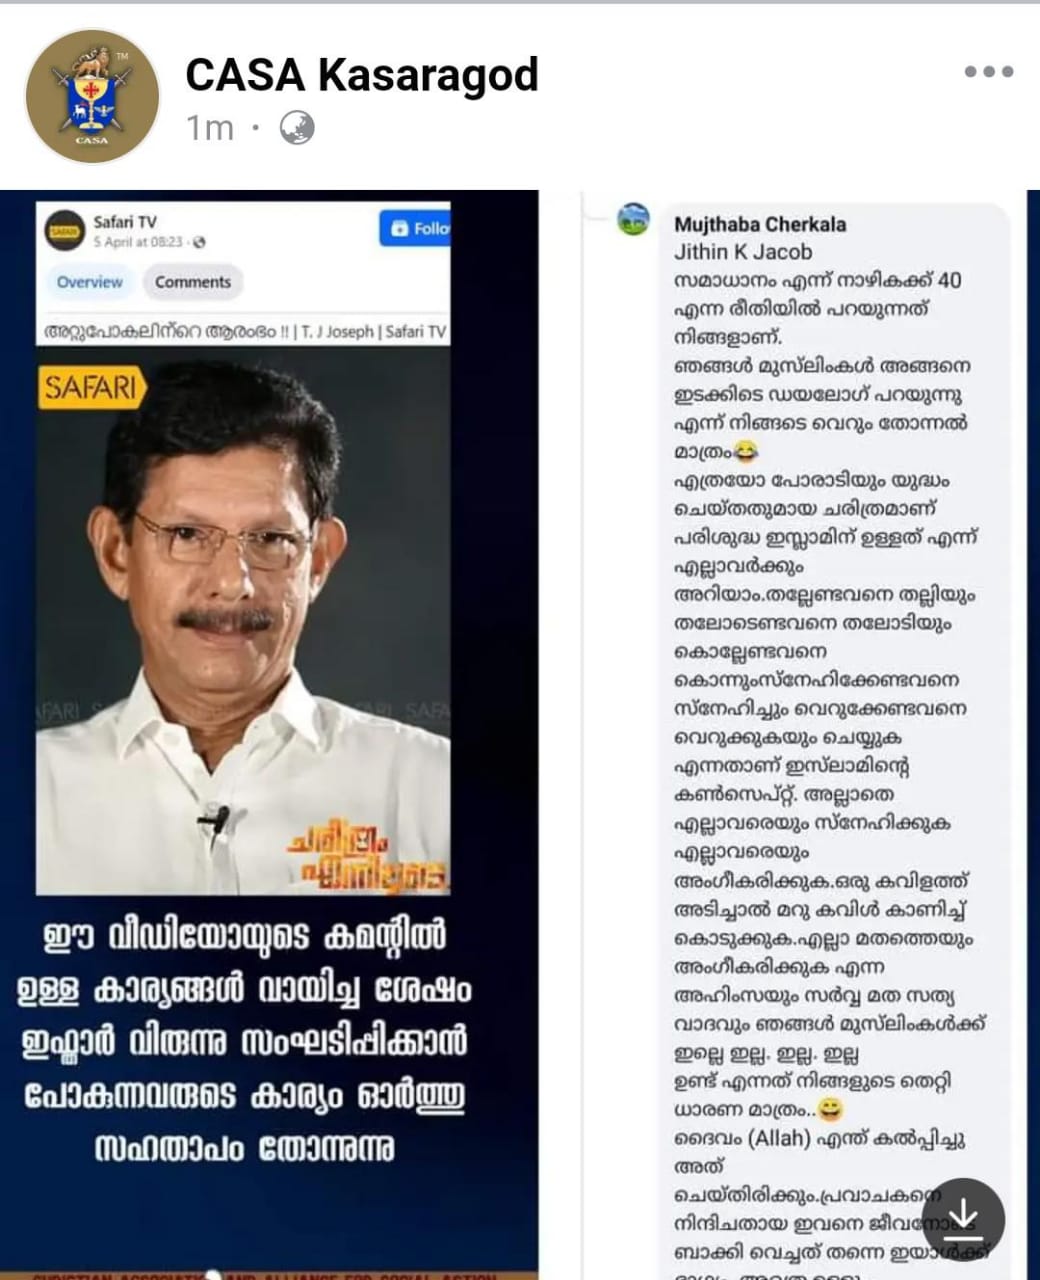 CASA Kasaragod
1m
TM
CASA
Safari TV
5 April at 08:23
Follo
Overview
Comments
അറ്റുപോകലിൻറെ ആരംഭം !! | T. J Joseph | Safari TV
SAFARI
ചരിത്രം
എന്നിലൂടെ
ഈ വീഡിയോയുടെ കമന്റിൽ
ഉള്ള കാര്യങ്ങൾ വായിച്ച ശേഷം
ഇഫ്താർ വിരുന്നു സംഘടിപ്പിക്കാൻ
പോകുന്നവരുടെ കാര്യം ഓർത്തു
സഹതാപം തോന്നുന്നു
Mujthaba Cherkala
Jithin K Jacob
സമാധാനം എന്ന് നാഴികക്ക് 40
എന്ന രീതിയിൽ പറയുന്നത്
നിങ്ങളാണ്.
ഞങ്ങൾ മുസ്ലിംകൾ അങ്ങനെ
ഇടക്കിടെ ഡയലോഗ് പറയുന്നു
എന്ന് നിങ്ങടെ വെറും തോന്നൽ
മാത്രം😂
എത്രയോ പോരാടിയും യുദ്ധം
ചെയ്തതുമായ ചരിത്രമാണ്
പരിശുദ്ധ ഇസ്ലാമിന് ഉള്ളത് എന്ന്
എല്ലാവർക്കും
അറിയാം.തല്ലേണ്ടവനെ തല്ലിയും
തലോടെണ്ടവനെ തലോടിയും
കൊല്ലേണ്ടവനെ
കൊന്നുംസ്നേഹിക്കേണ്ടവനെ
സ്നേഹിച്ചും വെറുക്കേണ്ടവനെ
വെറുക്കുകയും ചെയ്യുക
എന്നതാണ് ഇസ്‌ലാമിന്റെ
കൺസെപ്റ്റ്. അല്ലാതെ
എല്ലാവരെയും സ്നേഹിക്കുക
എല്ലാവരെയും
അംഗീകരിക്കുക.ഒരു കവിളത്ത്
അടിച്ചാൽ മറു കവിൾ കാണിച്ച്
കൊടുക്കുക.എല്ലാ മതത്തെയും
അംഗീകരിക്കുക എന്ന
അഹിംസയും സർവ്വ മത സത്യ
വാദവും ഞങ്ങൾ മുസ്ലിംകൾക്ക്
ഇല്ലെ ഇല്ല. ഇല്ല. ഇല്ല
ഉണ്ട് എന്നത് നിങ്ങളുടെ തെറ്റി
ധാരണ മാത്രം..😄
ദൈവം (Allah) എന്ത് കൽപ്പിച്ചു
അത്
ചെയ്തിരിക്കും.പ്രവാചകനെ
നിന്ദിചതായ ഇവനെ ജീവനോടെ
ബാക്കി വെച്ചത് തന്നെ ഇയാൾക്ക്